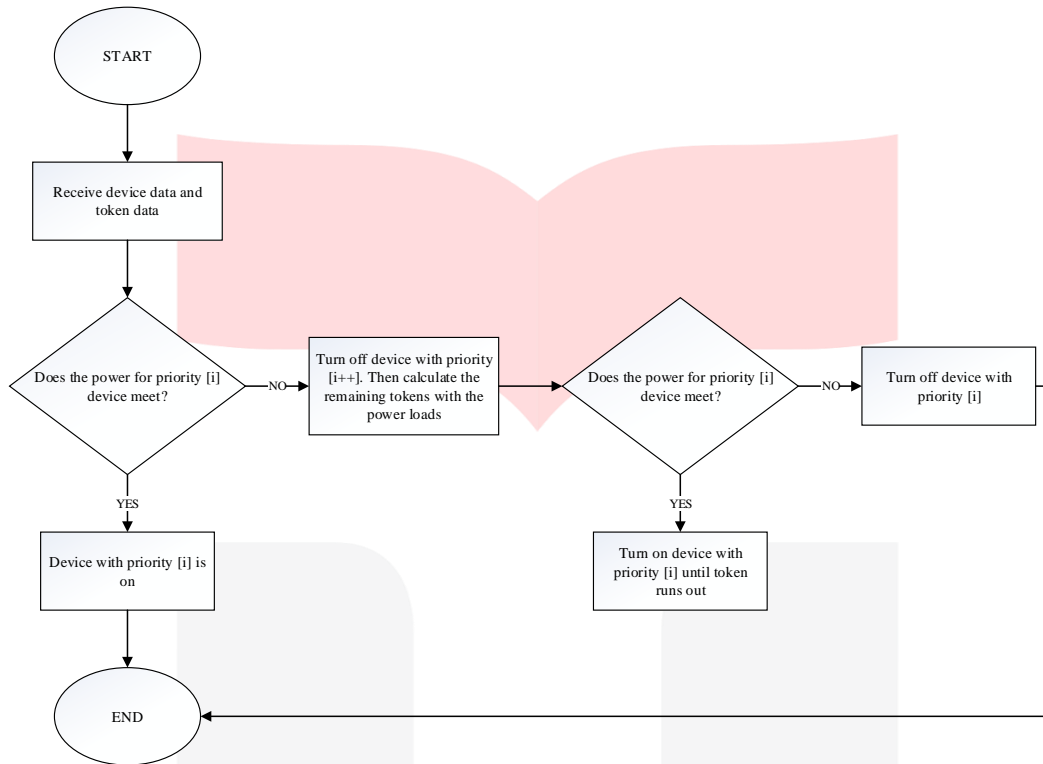 START
Receive device data and
token data
Does the power for priority [i]
device meet?
NO
Turn off device with priority
[i++]. Then calculate the
remaining tokens with the
power loads
Does the power for priority [i]
device meet?
NO
Turn off device with
priority [i]
YES
Device with priority [i] is
on
YES
Turn on device with
priority [i] until token
runs out
END